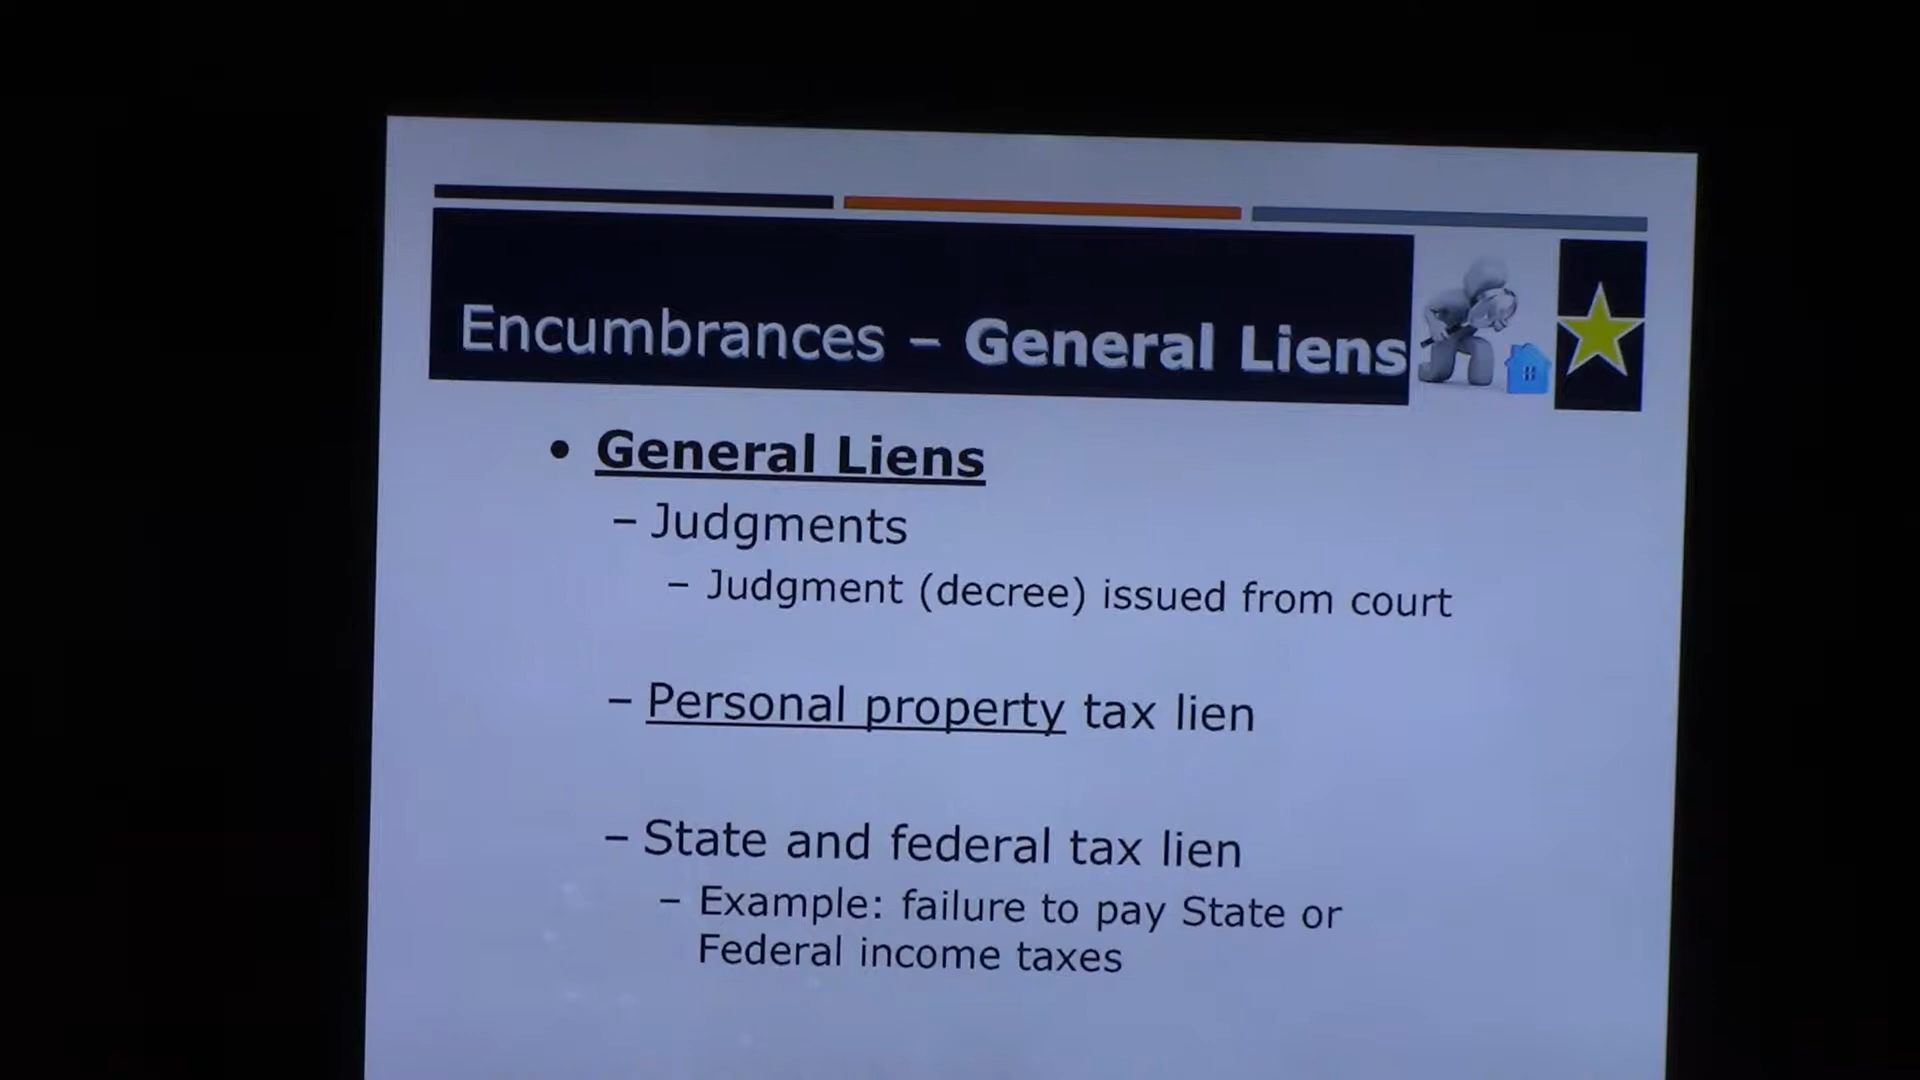 Encumbrances – General Liens
• General Liens
– Judgments
– Judgment (decree) issued from court
– Personal property tax lien
– State and federal tax lien
– Example: failure to pay State or
Federal income taxes